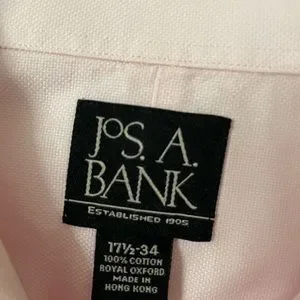 JOS. A.
BANK
ESTABLISHED 1905
17½-34
100% COTTON
ROYAL OXFORD
MADE IN
HONG KONG